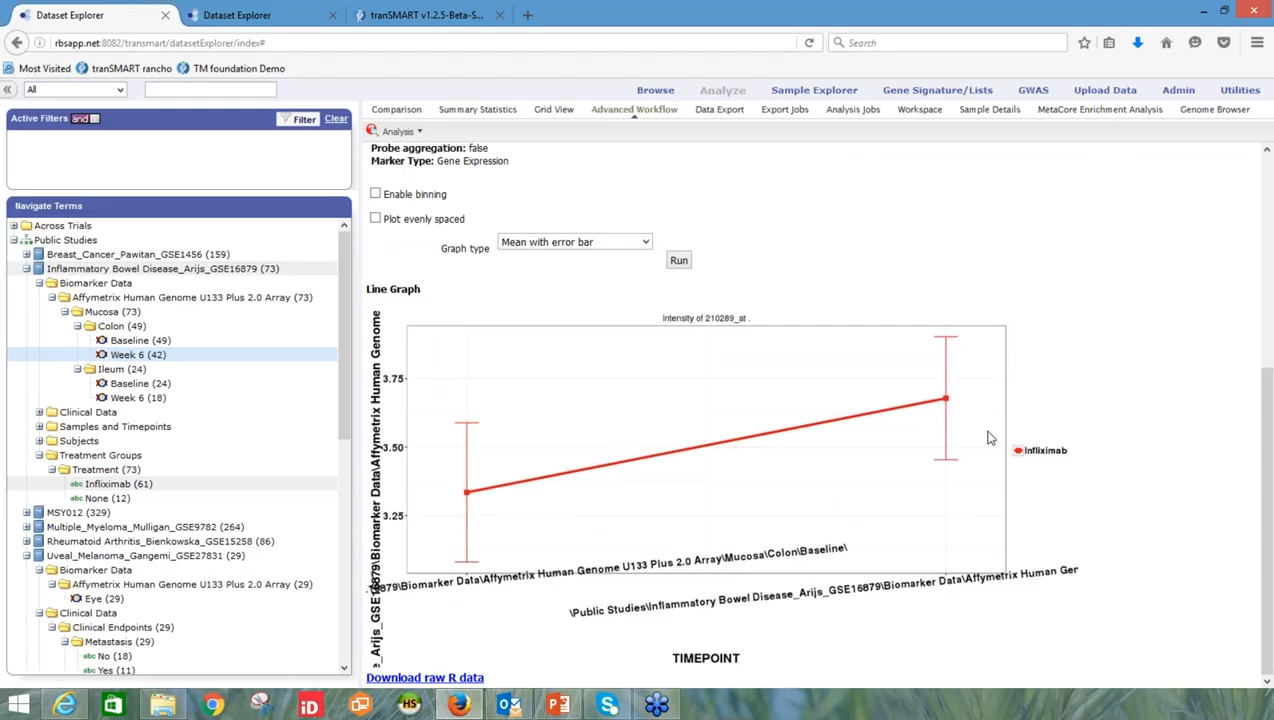 Dataset Explorer
Dataset Explorer
tranSMART v1.2.5-Beta-S...
rbsapp.net:8082/transmart/datasetExplorer/index#
Search
Most Visited
tranSMART rancho
TM foundation Demo
All
Browse
Analyze
Sample Explorer
Gene Signature/Lists
GWAS
Upload Data
Admin
Utilities
Active Filters and
Filter
Clear
Comparison
Summary Statistics
Grid View
Advanced Workflow
Data Export
Export Jobs
Analysis Jobs
Workspace
Sample Details
MetaCore Enrichment Analysis
Genome Browser
Navigate Terms
Across Trials
Public Studies
Breast_Cancer_Pawitan_GSE1456 (159)
Inflammatory Bowel Disease_Arijs_GSE16879 (73)
Biomarker Data
Affymetrix Human Genome U133 Plus 2.0 Array (73)
Mucosa (73)
Colon (49)
Baseline (49)
Week 6 (42)
Ileum (24)
Baseline (24)
Week 6 (18)
Clinical Data
Samples and Timepoints
Subjects
Treatment Groups
Treatment (73)
Infliximab (61)
None (12)
MSY012 (329)
Multiple_Myeloma_Mulligan_GSE9782 (264)
Rheumatoid Arthritis_Bienkowska_GSE15258 (86)
Uveal_Melanoma_Gangemi_GSE27831 (29)
Biomarker Data
Affymetrix Human Genome U133 Plus 2.0 Array (29)
Eye (29)
Clinical Data
Clinical Endpoints (29)
Metastasis (29)
No (18)
Yes (11)
Analysis
Probe aggregation: false
Marker Type: Gene Expression
Enable binning
Plot evenly spaced
Graph type
Mean with error bar
Run
Line Graph
Intensity of 210289_at .
e_Arijs_GSE16879\Biomarker Data\Affymetrix Human Genome
3.75
3.50
3.25
Infliximab
6879\Biomarker Data\Affymetrix Human Genome U133 Plus 2.0 Array\Mucosa\Colon\Baseline\
\Public Studies\Inflammatory Bowel Disease_Arijs_GSE16879\Biomarker Data\Affymetrix Human Ger
TIMEPOINT
Download raw R data
iD
HS